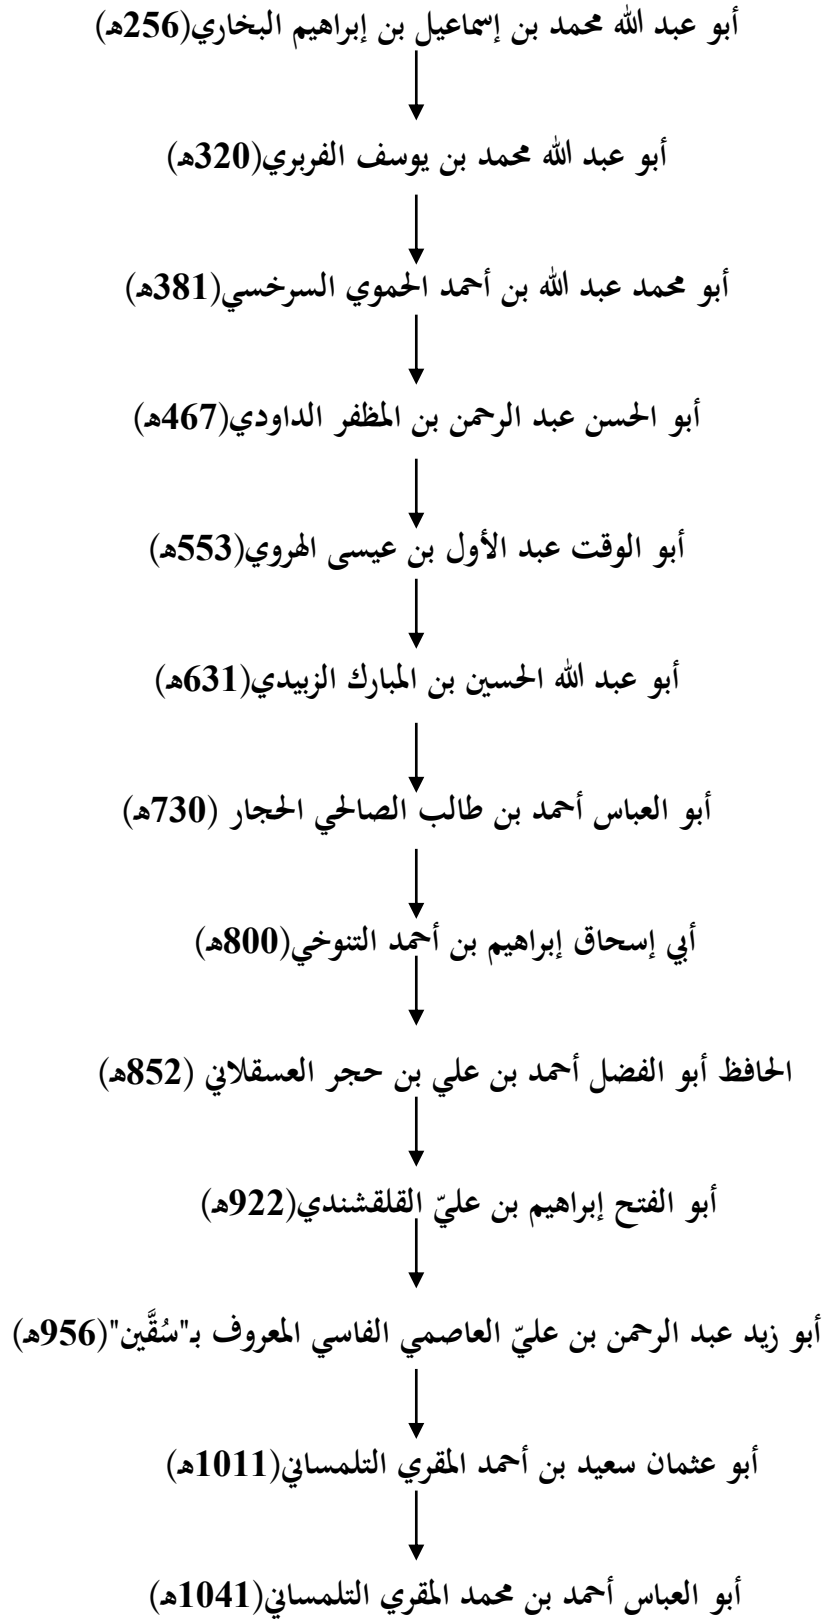 أبو عبد الله محمد بن إسماعيل بن إبراهيم البخاري(256هـ)
أبو عبد الله محمد بن يوسف الفربري(320هـ)
أبو محمد عبد الله بن أحمد الحموي السرخسي(381هـ)
أبو الحسن عبد الرحمن بن المظفر الداودي(467هـ)
أبو الوقت عبد الأول بن عيسى الهروي(553هـ)
أبو عبد الله الحسين بن المبارك الزبيدي(631هـ)
أبو العباس أحمد بن طالب الصالحي الحجار (730هـ)
أبي إسحاق إبراهيم بن أحمد التنوخي(800هـ)
الحافظ أبو الفضل أحمد بن علي بن حجر العسقلاني (852هـ)
أبو الفتح إبراهيم بن عليّ القلقشندي(922هـ)
أبو زيد عبد الرحمن بن عليّ العاصمي الفاسي المعروف بـ"سُقَّين"(956هـ)
أبو عثمان سعيد بن أحمد المقري التلمساني(1011هـ)
أبو العباس أحمد بن محمد المقري التلمساني(1041هـ)